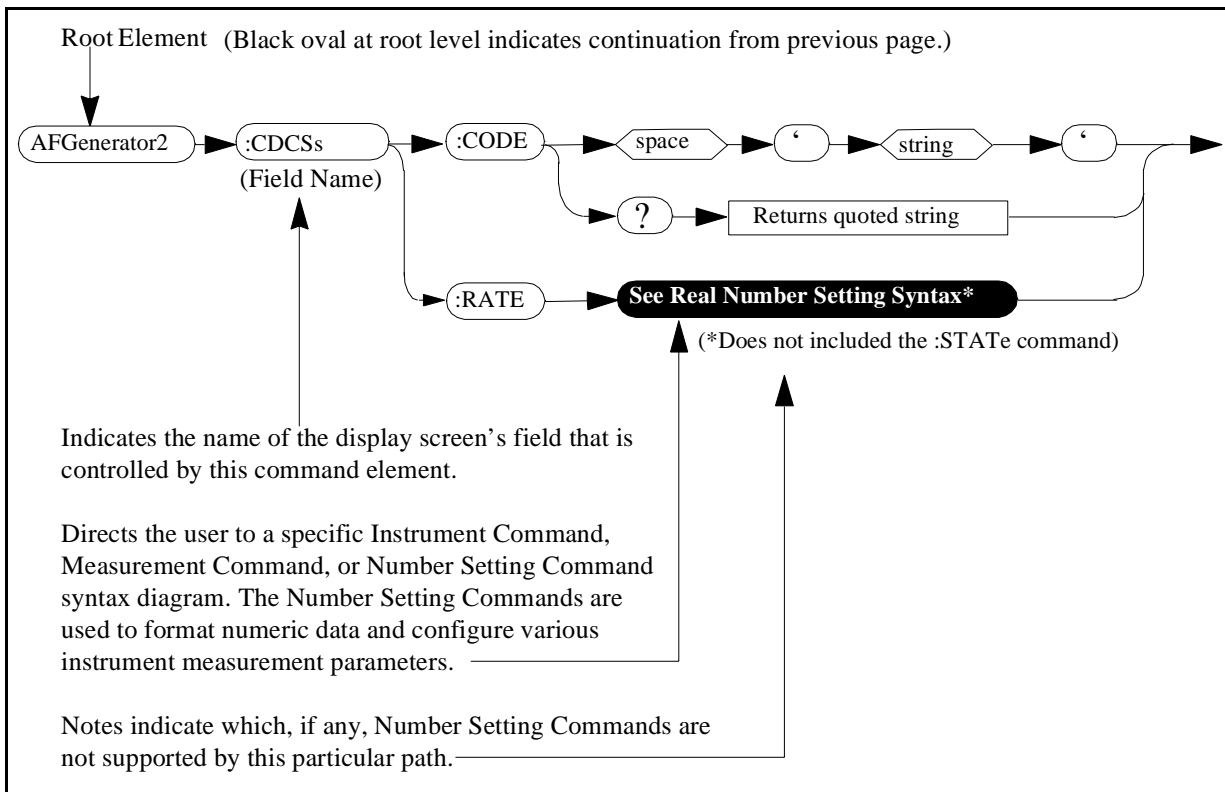 Root Element (Black oval at root level indicates continuation from previous page.)
AFGenerator2 :CDCSs :CODE space ‘ string ‘
(Field Name)
? Returns quoted string
:RATE See Real Number Setting Syntax*
(*Does not included the :STATe command)
Indicates the name of the display screen’s field that is
controlled by this command element.
Directs the user to a specific Instrument Command,
Measurement Command, or Number Setting Command
syntax diagram. The Number Setting Commands are
used to format numeric data and configure various
instrument measurement parameters.
Notes indicate which, if any, Number Setting Commands are
not supported by this particular path.